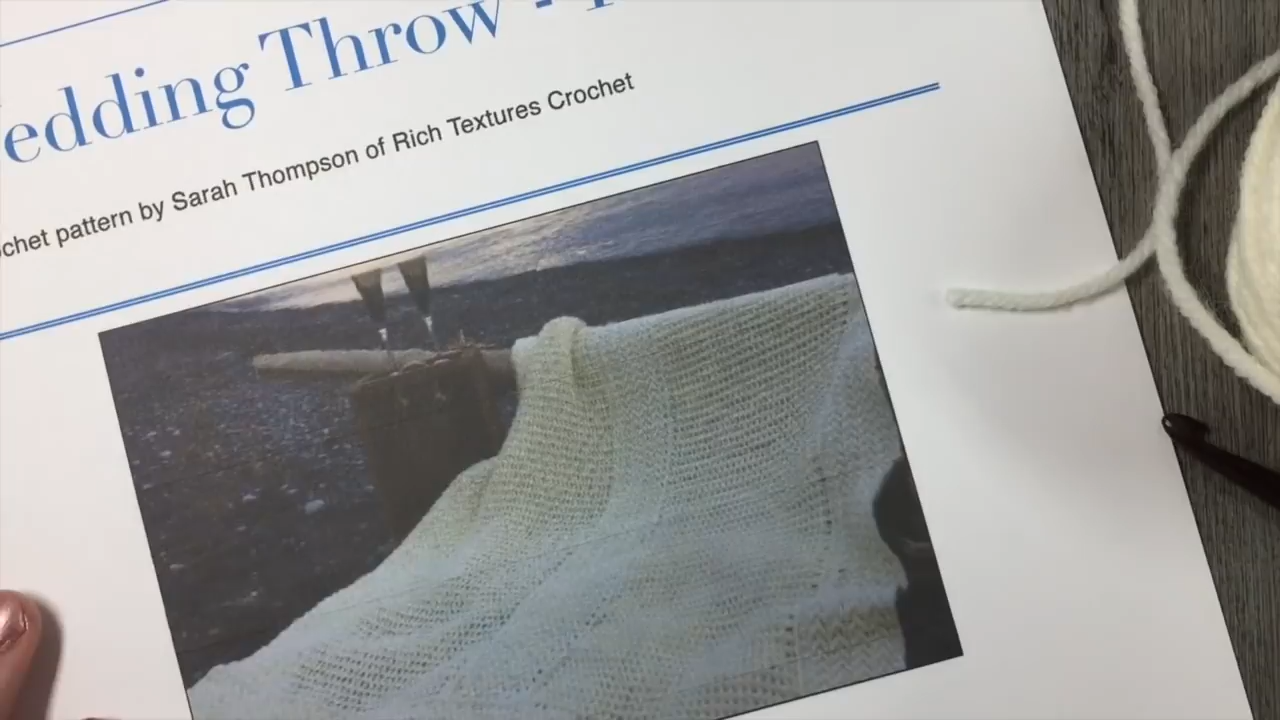 edding Throw -
chet pattern by Sarah Thompson of Rich Textures Crochet